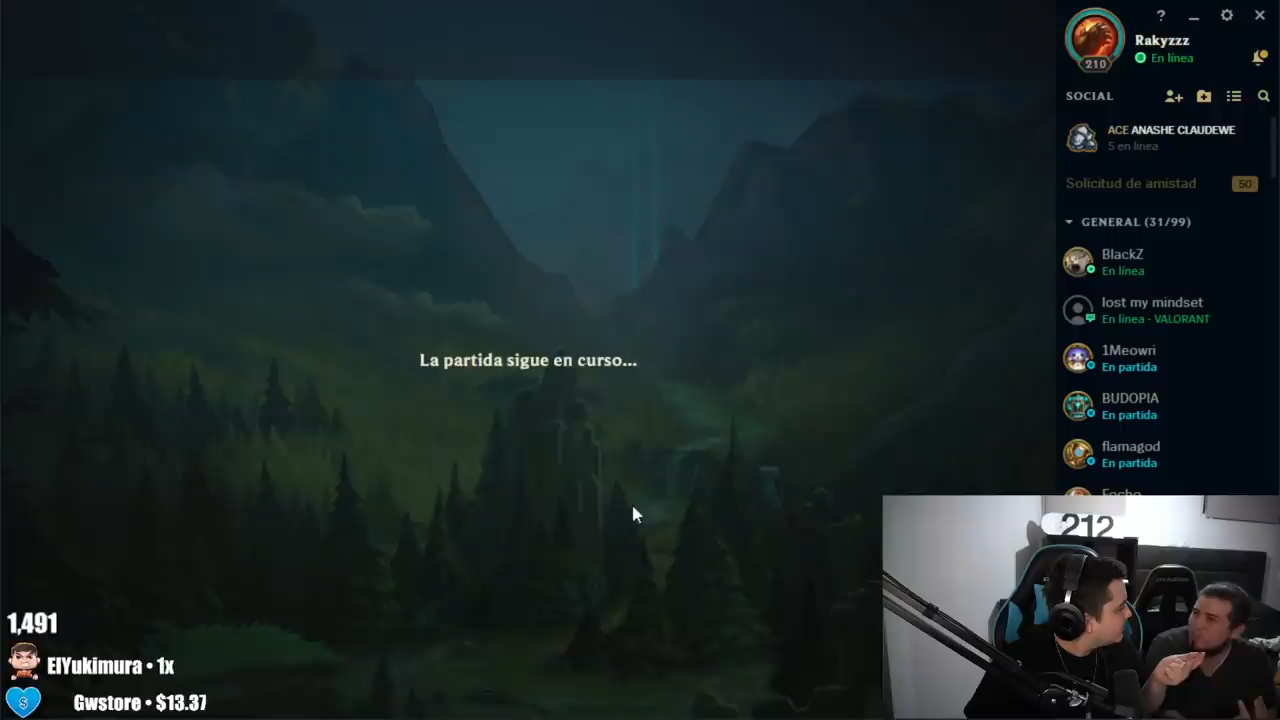 ?
Rakyzzz
210
En línea
SOCIAL
ACE ANASHE CLAUDEWE
5 en línea
Solicitud de amistad
50
GENERAL (31/99)
BlackZ
En línea
lost my mindset
En línea - VALORANT
1Meowri
En partida
La partida sigue en curso...
BUDOPIA
En partida
flamagod
En partida
212
1,491
ElYukimura • 1x
Gwstore • $13.37